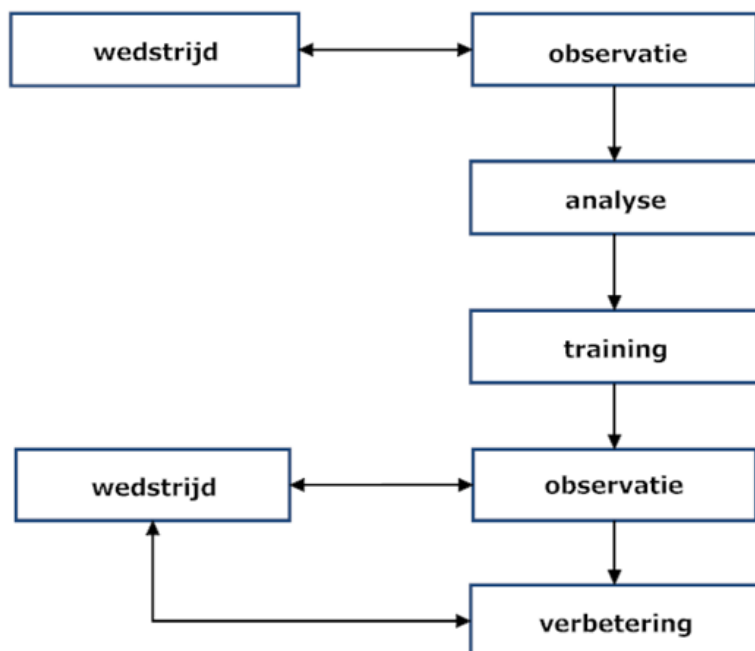 wedstrijd
observatie
analyse
training
wedstrijd
observatie
verbetering